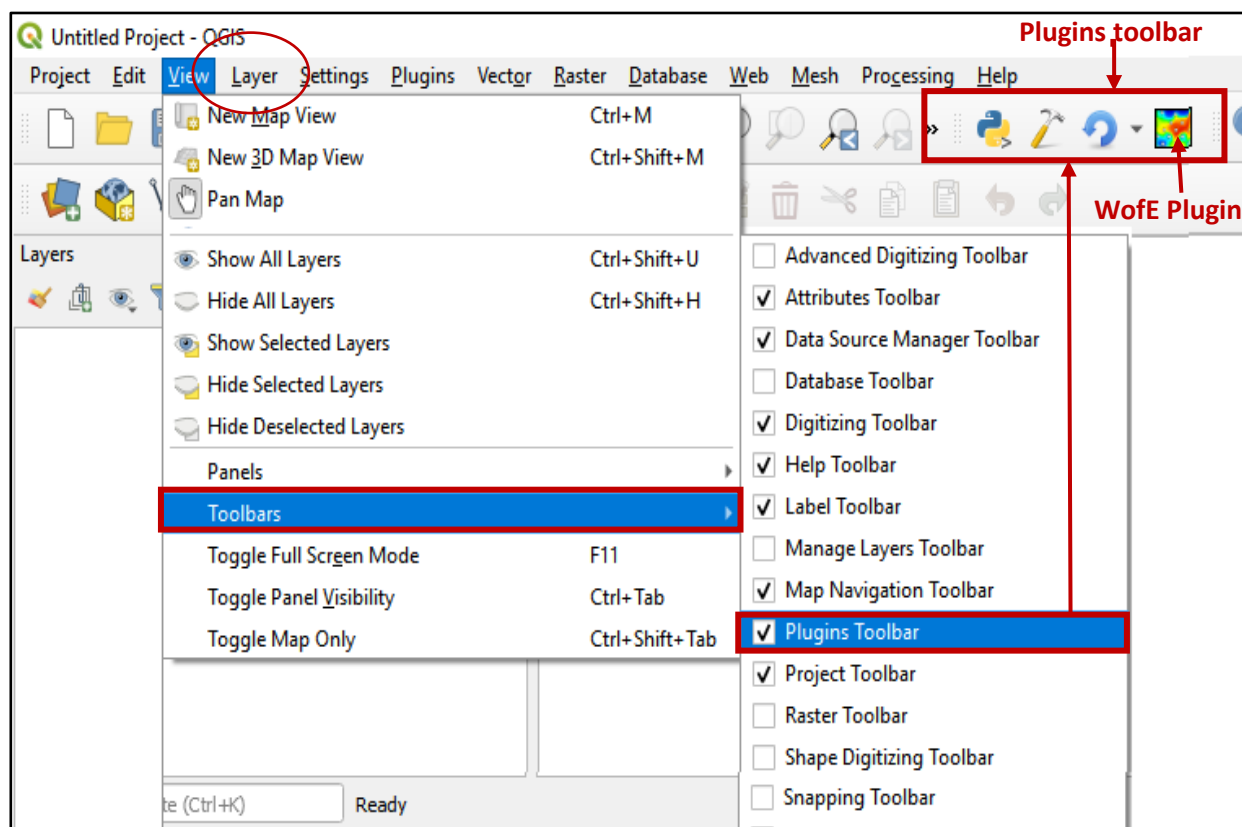 Untitled Project - QGIS
Plugins toolbar
Project Edit View Layer Settings Plugins Vector Raster Database Web Mesh Processing Help
New Map View Ctrl+M
New 3D Map View Ctrl+Shift+M
Pan Map
WofE Plugin
Layers
Show All Layers Ctrl+Shift+U
Hide All Layers Ctrl+Shift+H
Show Selected Layers
Hide Selected Layers
Hide Deselected Layers
Panels
Toolbars
Toggle Full Screen Mode F11
Toggle Panel Visibility Ctrl+Tab
Toggle Map Only Ctrl+Shift+Tab
Advanced Digitizing Toolbar
Attributes Toolbar
Data Source Manager Toolbar
Database Toolbar
Digitizing Toolbar
Help Toolbar
Label Toolbar
Manage Layers Toolbar
Map Navigation Toolbar
Plugins Toolbar
Project Toolbar
Raster Toolbar
Shape Digitizing Toolbar
Snapping Toolbar
te (Ctrl+K) Ready